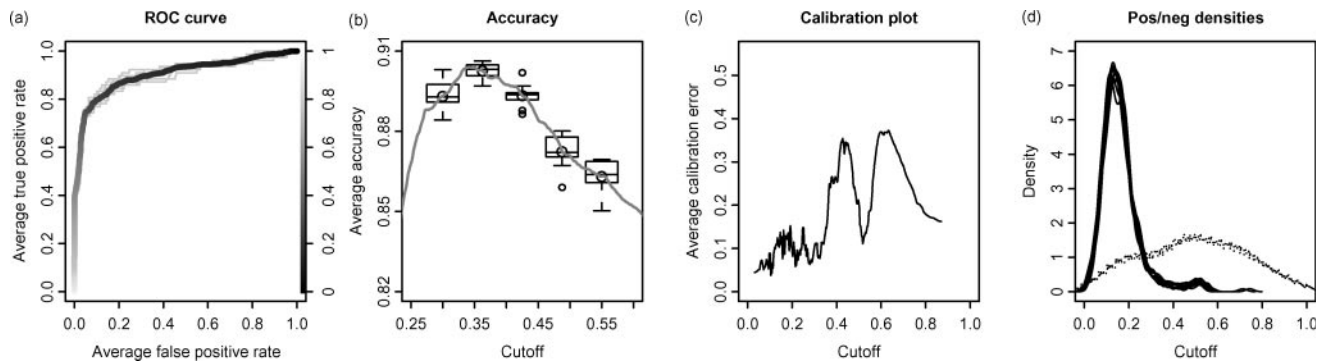 (a) ROC curve
Average true positive rate
1.0
0.8
0.6
0.4
0.2
0.0
1
0.8
0.6
0.4
0.2
0
0.0 0.2 0.4 0.6 0.8 1.0
Average false positive rate
(b) Accuracy
Average accuracy
0.91
0.88
0.85
0.82
0.25 0.35 0.45 0.55
Cutoff
(c) Calibration plot
Average calibration error
0.5
0.4
0.3
0.2
0.1
0.0
0.0 0.2 0.4 0.6 0.8 1.0
Cutoff
(d) Pos/neg densities
Density
7
6
5
4
3
2
1
0
0.0 0.2 0.4 0.6 0.8 1.0
Cutoff